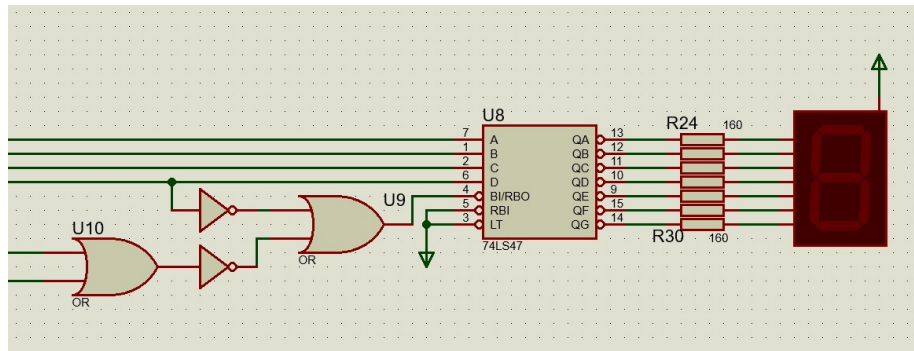 U8
R24 160
7 A QA 13
1 B QB 12
2 C QC 11
6 D QD 10
4 BI/RBO QE 9
5 RBI QF 15
3 LT QG 14
74LS47
R30 160
U9
OR
U10
OR